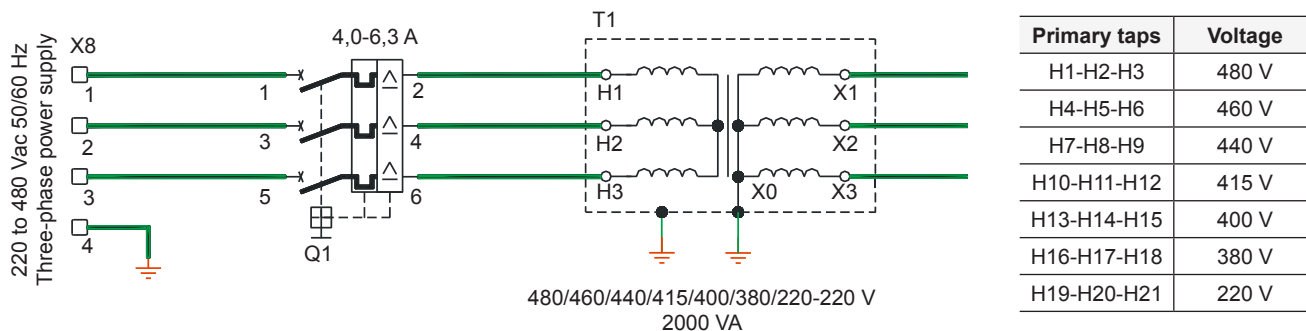 220 to 480 Vac 50/60 Hz
Three-phase power supply
X8
1
2
3
4
4,0-6,3 A
1
3
5
2
4
6
Q1
T1
H1
H2
H3
X1
X2
X0
X3
480/460/440/415/400/380/220-220 V
2000 VA
Primary taps Voltage
H1-H2-H3 480 V
H4-H5-H6 460 V
H7-H8-H9 440 V
H10-H11-H12 415 V
H13-H14-H15 400 V
H16-H17-H18 380 V
H19-H20-H21 220 V